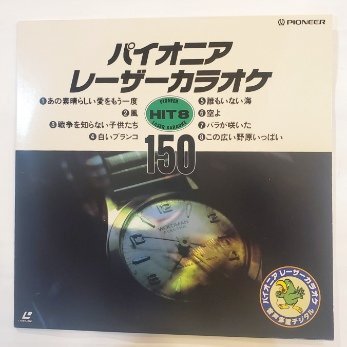 PIONEER
パイオニア
レーザーカラオケ
①あの素晴らしい愛をもう一度
②風
③戦争を知らない子供たち
④白いブランコ
PIONEER
HIT8
LASER KARAOKE
150
⑤誰もいない海
⑥空よ
⑦バラが咲いた
⑧この広い野原いっぱい
パイオニア レーザーカラオケ